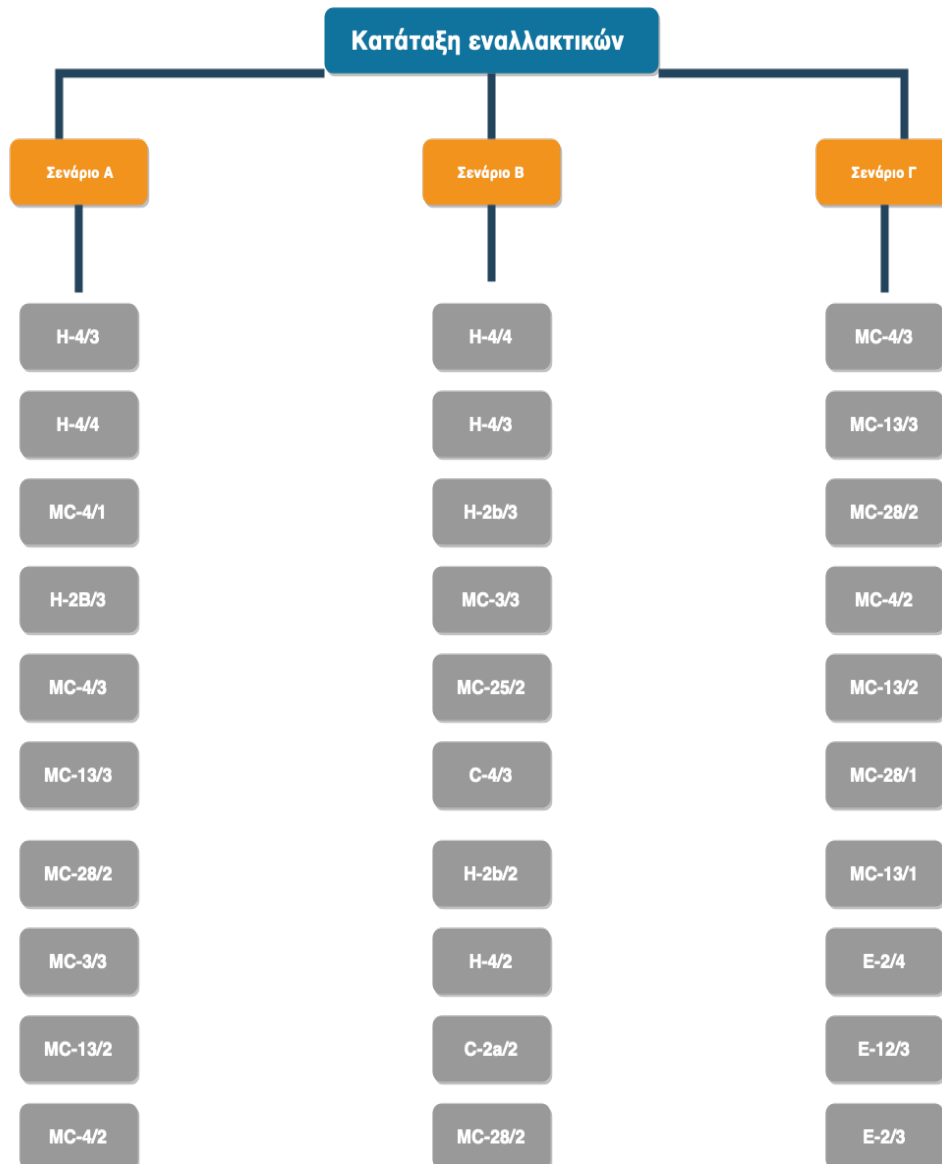 Κατάταξη εναλλακτικών
Σενάριο Α
Σενάριο Β
Σενάριο Γ
H-4/3
H-4/4
MC-4/3
H-4/4
H-4/3
MC-13/3
MC-4/1
H-2b/3
MC-28/2
H-2B/3
MC-3/3
MC-4/2
MC-4/3
MC-25/2
MC-13/2
MC-13/3
C-4/3
MC-28/1
MC-28/2
H-2b/2
MC-13/1
MC-3/3
H-4/2
E-2/4
MC-13/2
C-2a/2
E-12/3
MC-4/2
MC-28/2
E-2/3